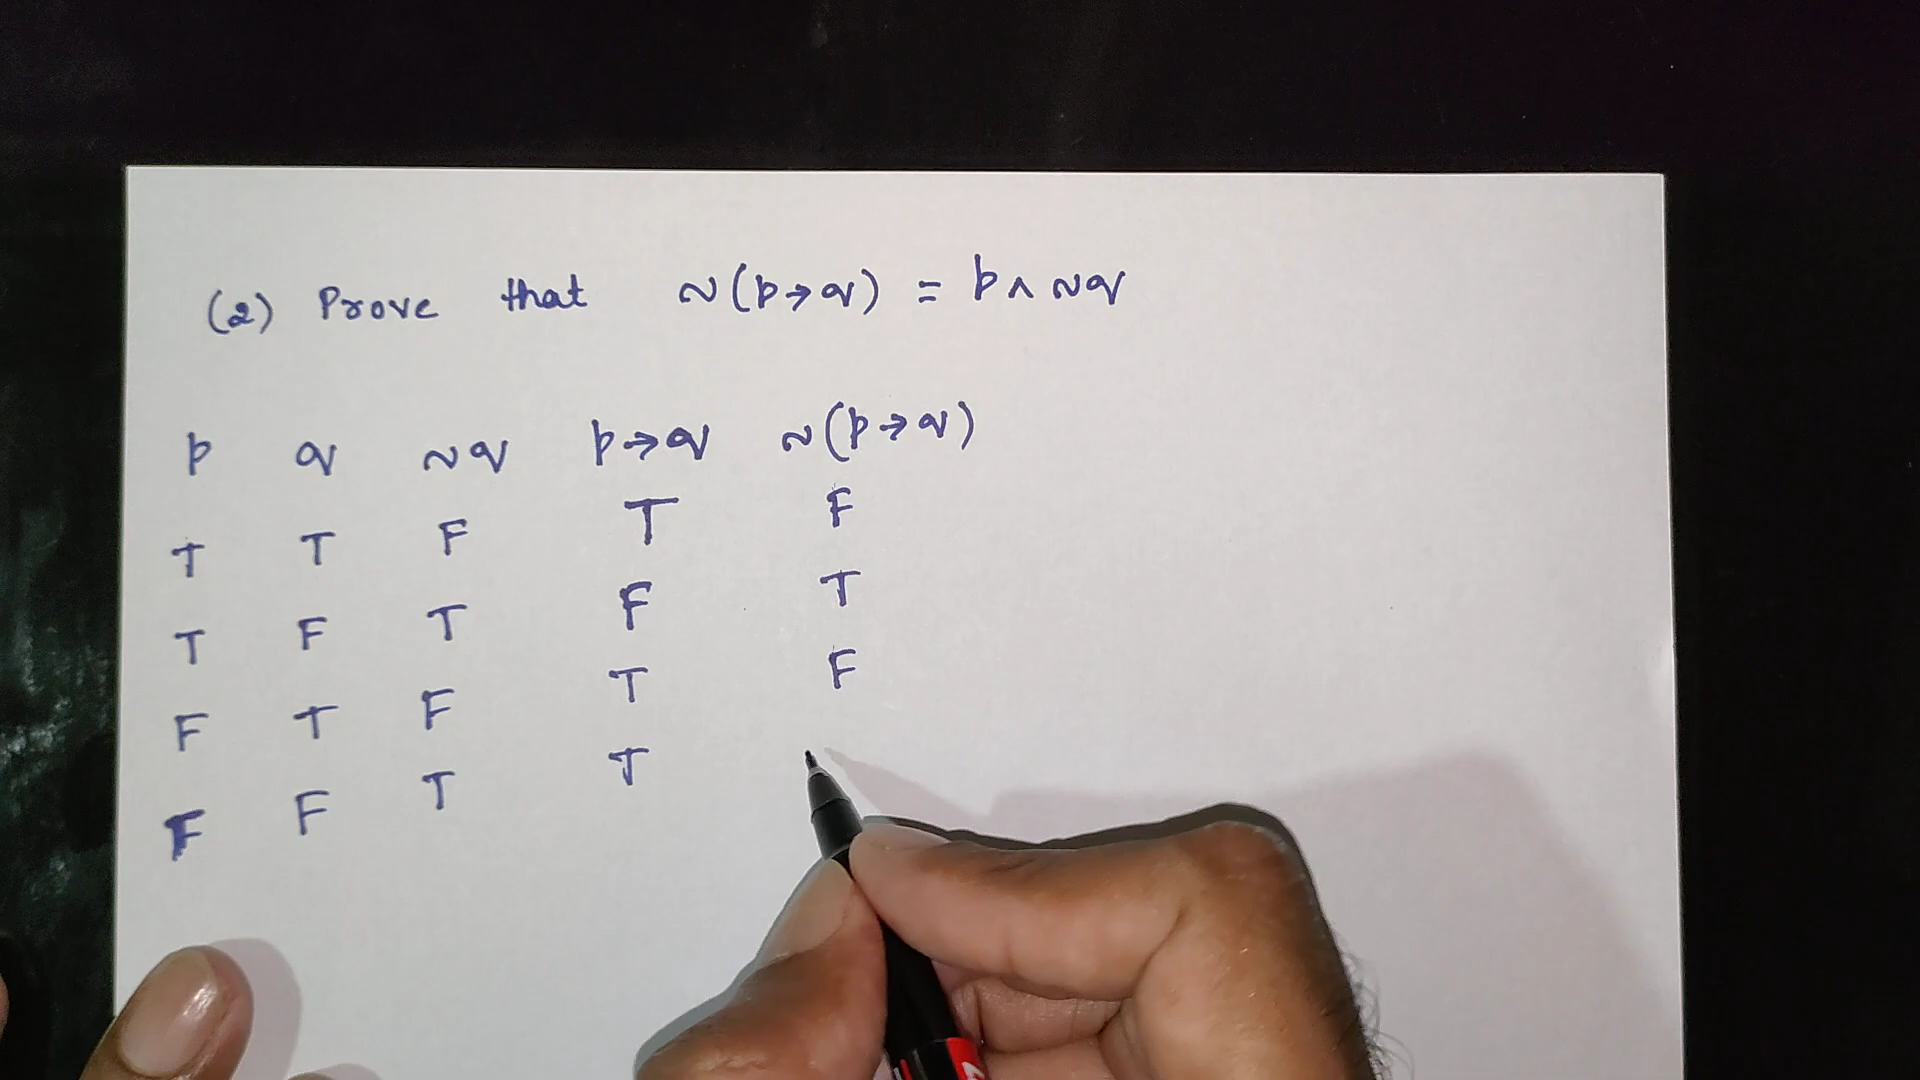 (2) Prove that ~(p→q) = p∧~q
p q ~q p→q ~(p→q)
T T F T F
T F T F T
F T F T F
F F T T